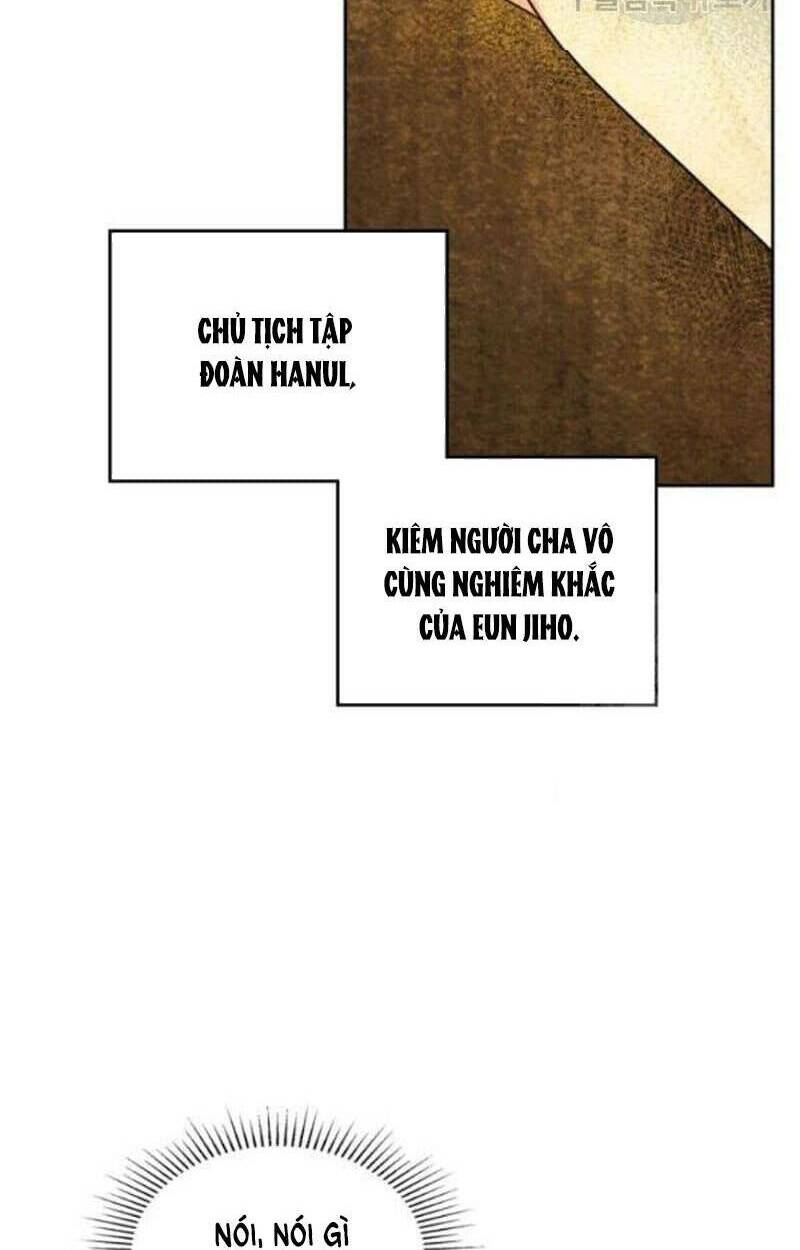 CHỦ TỊCH TẬP
ĐOÀN HANUL,
KIÊM NGƯỜI CHA VÔ
CÙNG NGHIÊM KHẮC
CỦA EUN JIHO.
NÓI, NÓI GÌ